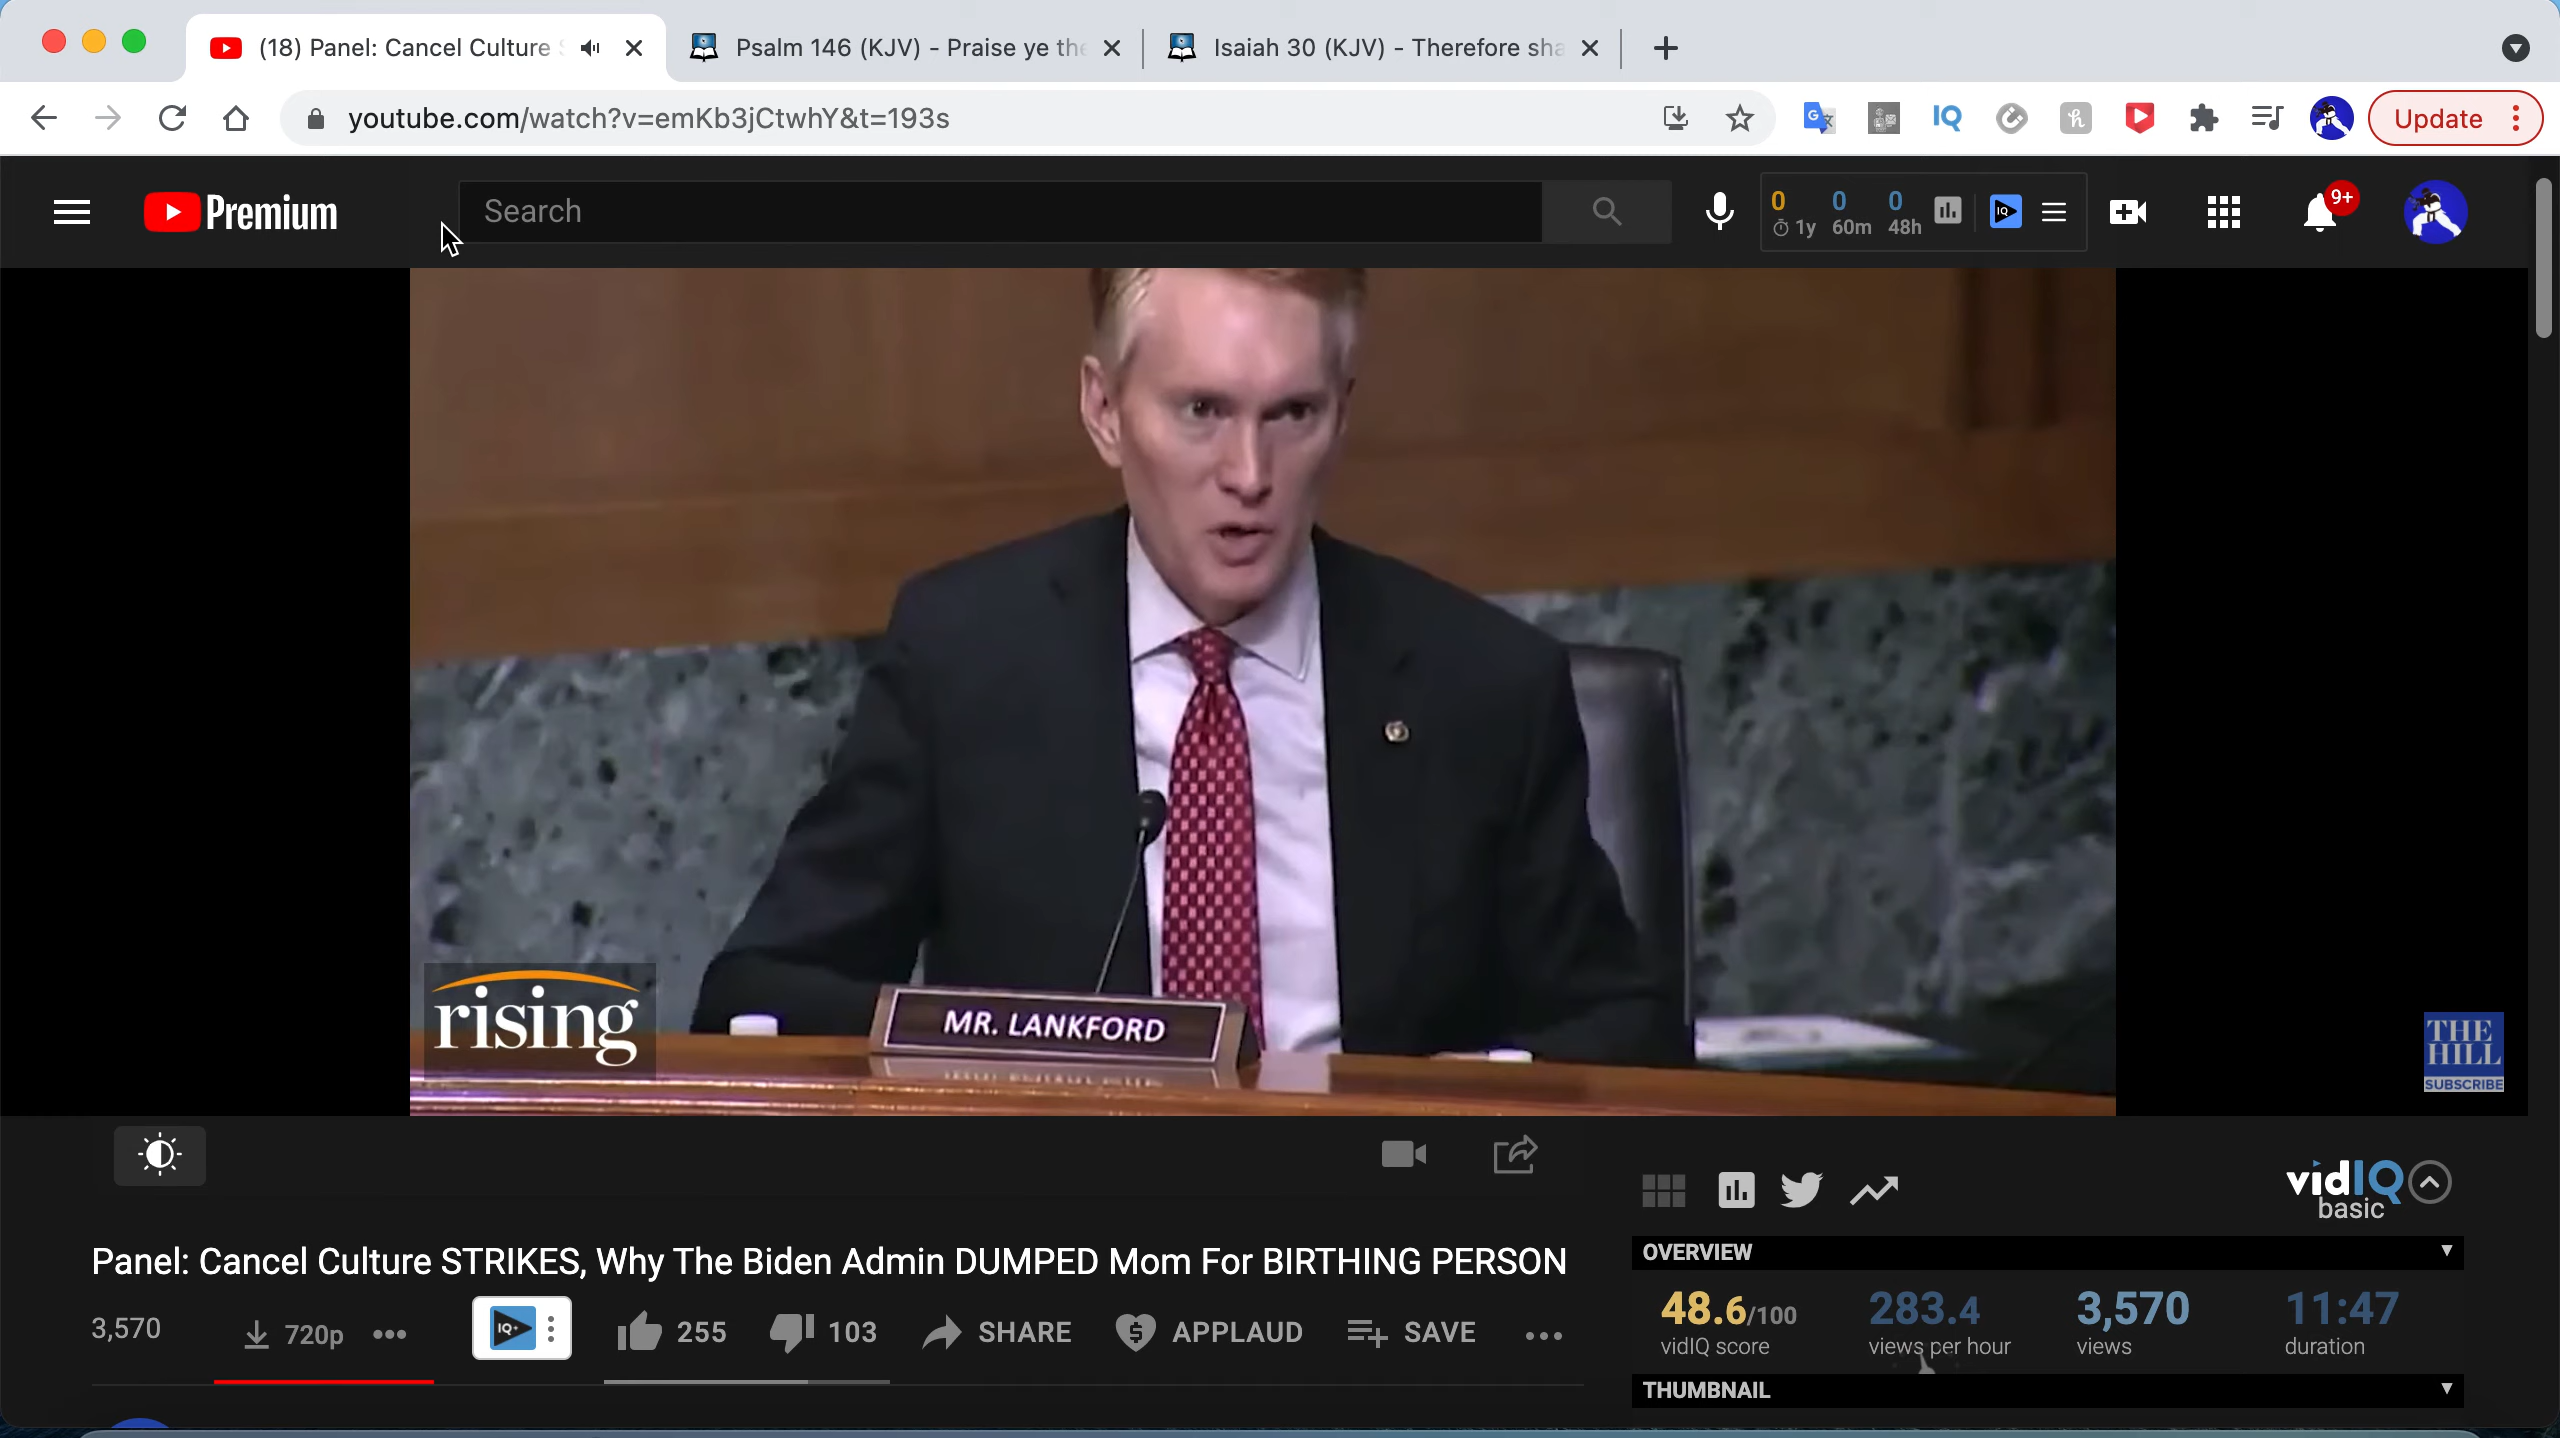 (18) Panel: Cancel Culture S
Psalm 146 (KJV) - Praise ye the
Isaiah 30 (KJV) - Therefore sha
youtube.com/watch?v=emKb3jCtwhY&t=193s
IQ
Update
Premium
Search
0 0 0
1y 60m 48h
IQ
9+
rising
MR. LANKFORD
THE
HILL
SUBSCRIBE
vidIQ
basic
Panel: Cancel Culture STRIKES, Why The Biden Admin DUMPED Mom For BIRTHING PERSON
3,570
720p
IQ+
255
103
SHARE
APPLAUD
SAVE
OVERVIEW
48.6/100 283.4 3,570 11:47
vidIQ score views per hour views duration
THUMBNAIL